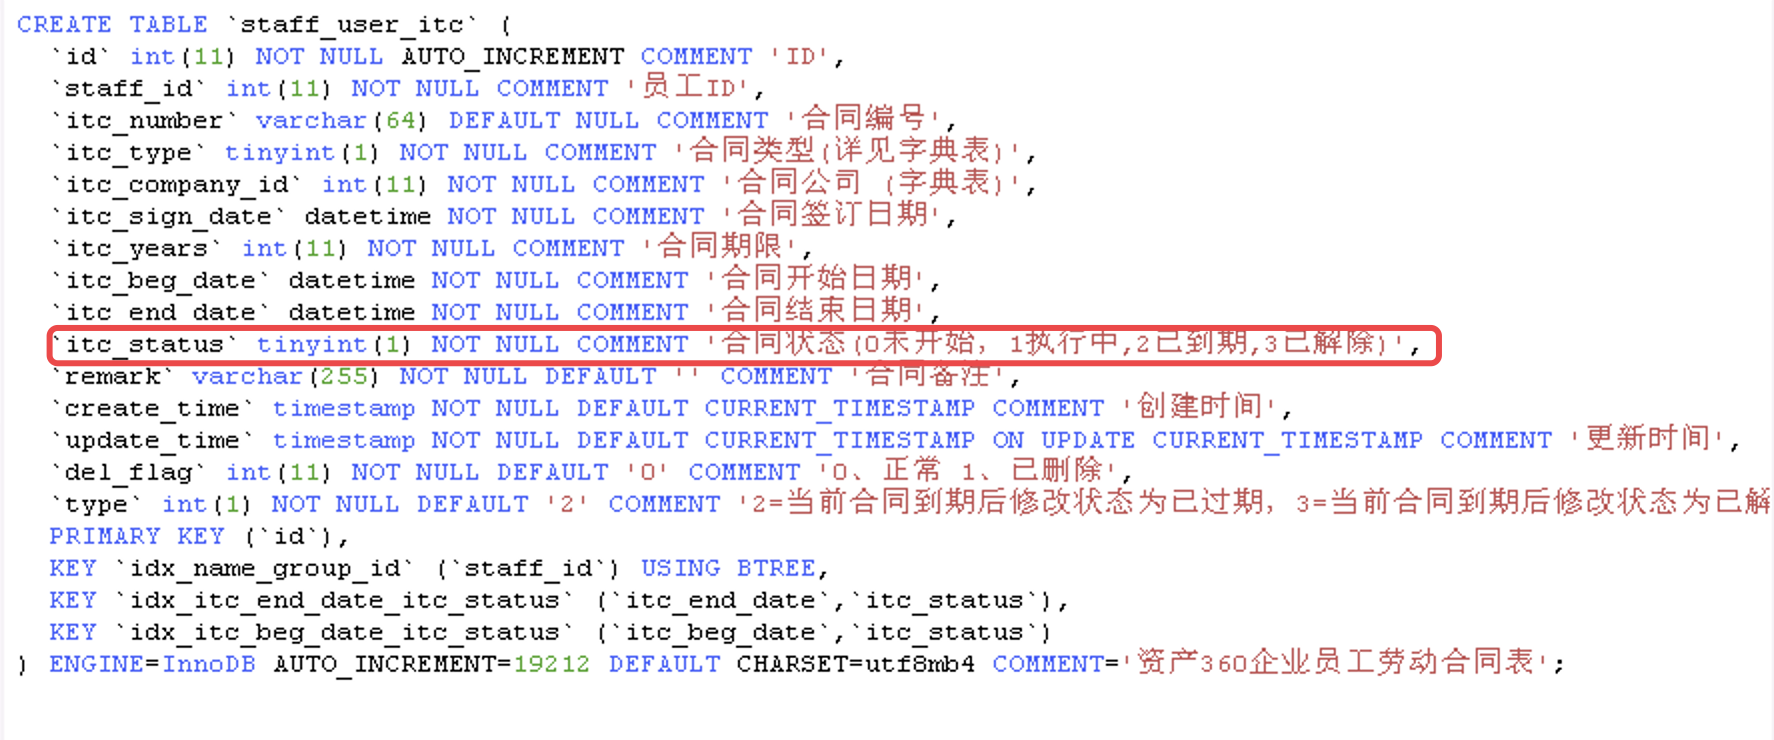 CREATE TABLE `staff_user_itc` (
`id` int(11) NOT NULL AUTO_INCREMENT COMMENT 'ID',
`staff_id` int(11) NOT NULL COMMENT '员工ID',
`itc_number` varchar(64) DEFAULT NULL COMMENT '合同编号',
`itc_type` tinyint(1) NOT NULL COMMENT '合同类型(详见字典表)',
`itc_company_id` int(11) NOT NULL COMMENT '合同公司 (字典表)',
`itc_sign_date` datetime NOT NULL COMMENT '合同签订日期',
`itc_years` int(11) NOT NULL COMMENT '合同期限',
`itc_beg_date` datetime NOT NULL COMMENT '合同开始日期',
`itc_end_date` datetime NOT NULL COMMENT '合同结束日期',
`itc_status` tinyint(1) NOT NULL COMMENT '合同状态(0未开始，1执行中,2已到期,3已解除)',
`remark` varchar(255) NOT NULL DEFAULT '' COMMENT '合同备注',
`create_time` timestamp NOT NULL DEFAULT CURRENT_TIMESTAMP COMMENT '创建时间',
`update_time` timestamp NOT NULL DEFAULT CURRENT_TIMESTAMP ON UPDATE CURRENT_TIMESTAMP COMMENT '更新时间',
`del_flag` int(11) NOT NULL DEFAULT '0' COMMENT '0、正常 1、已删除',
`type` int(1) NOT NULL DEFAULT '2' COMMENT '2=当前合同到期后修改状态为已过期，3=当前合同到期后修改状态为已解
PRIMARY KEY (`id`),
KEY `idx_name_group_id` (`staff_id`) USING BTREE,
KEY `idx_itc_end_date_itc_status` (`itc_end_date`,`itc_status`),
KEY `idx_itc_beg_date_itc_status` (`itc_beg_date`,`itc_status`)
) ENGINE=InnoDB AUTO_INCREMENT=19212 DEFAULT CHARSET=utf8mb4 COMMENT='资产360企业员工劳动合同表';